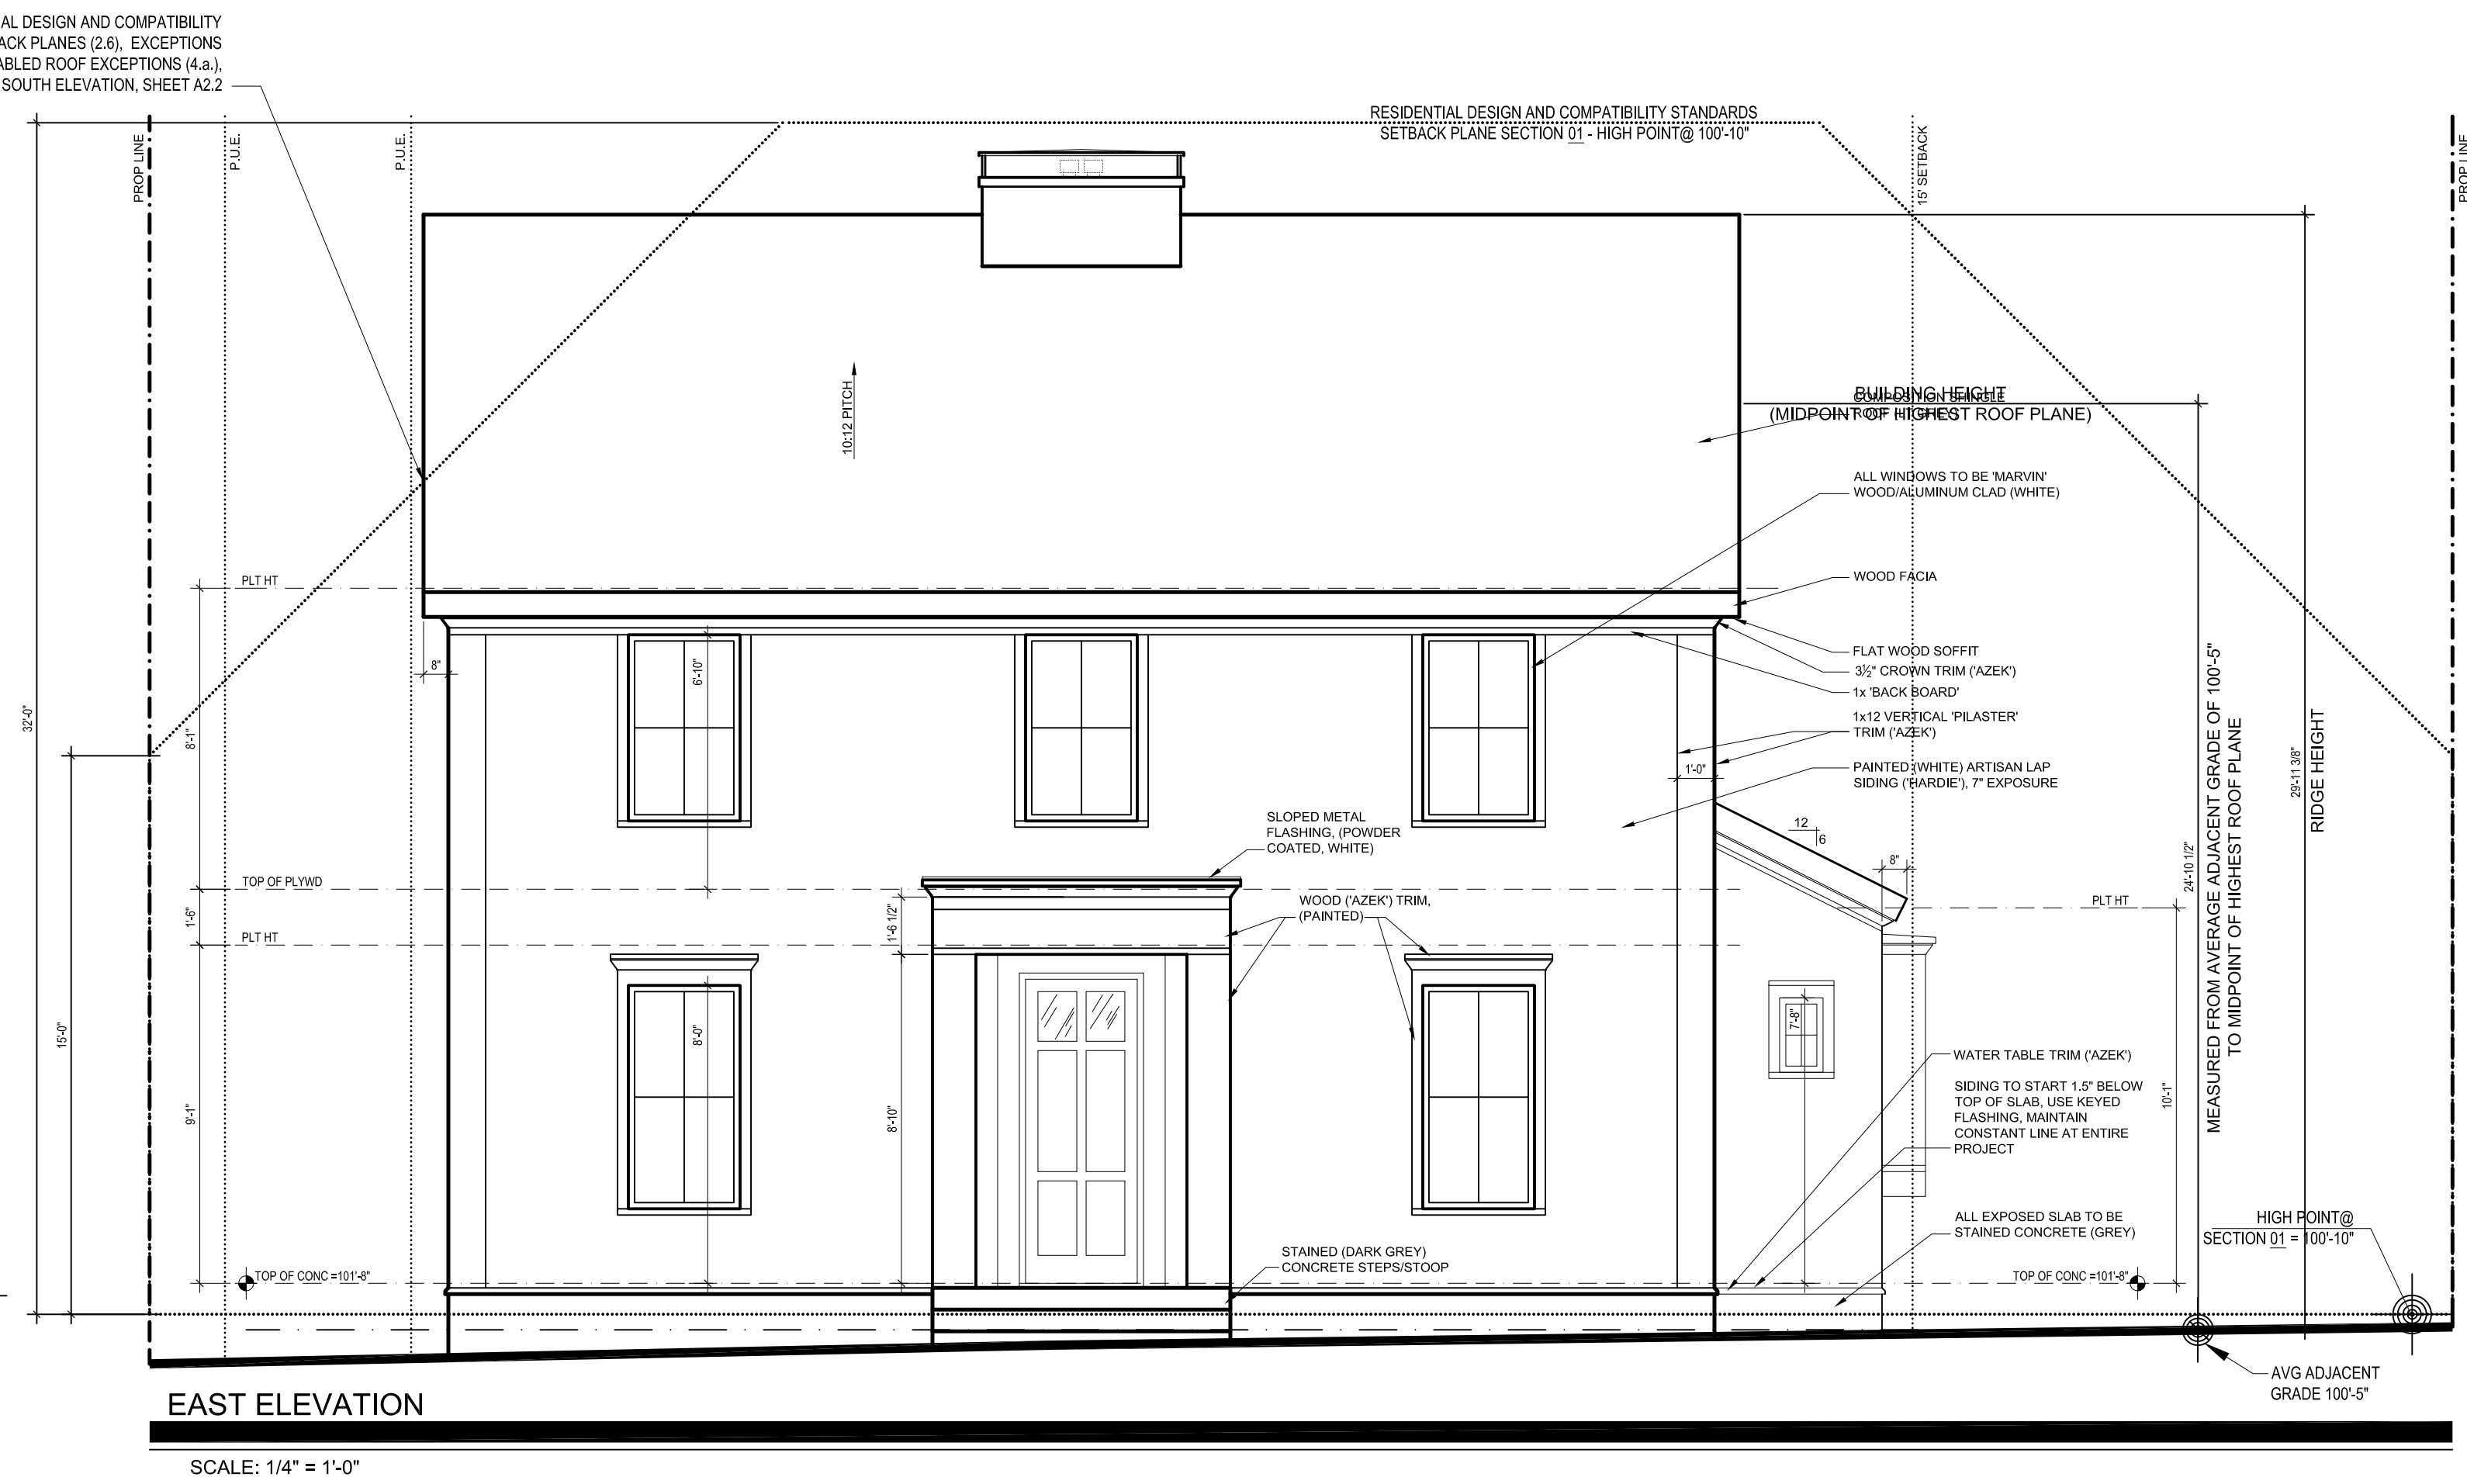 AL DESIGN AND COMPATIBILITY
ACK PLANES (2.6), EXCEPTIONS
ABLED ROOF EXCEPTIONS (4.a.),
SOUTH ELEVATION, SHEET A2.2
RESIDENTIAL DESIGN AND COMPATIBILITY STANDARDS
SETBACK PLANE SECTION 01 - HIGH POINT@ 100'-10"
PROP LINE
P.U.E.
P.U.E.
15' SETBACK
PROP LINE
10:12 PITCH
BUILDING HEIGHT
(MIDPOINT OF HIGHEST ROOF PLANE)
COMPOSITION SHINGLE
ALL WINDOWS TO BE 'MARVIN'
WOOD/ALUMINUM CLAD (WHITE)
WOOD FACIA
FLAT WOOD SOFFIT
3½" CROWN TRIM ('AZEK')
1x 'BACK BOARD'
1x12 VERTICAL 'PILASTER'
TRIM ('AZEK')
PAINTED (WHITE) ARTISAN LAP
SIDING ('HARDIE'), 7" EXPOSURE
PLT HT
8"
6'-10"
1'-0"
32'-0"
8'-1"
15'-0"
SLOPED METAL
FLASHING, (POWDER
COATED, WHITE)
12
6
8"
TOP OF PLYWD
1'-6"
PLT HT
1'-6 1/2"
WOOD ('AZEK') TRIM,
(PAINTED)
PLT HT
24'-10 1/2"
MEASURED FROM AVERAGE ADJACENT GRADE OF 100'-5"
TO MIDPOINT OF HIGHEST ROOF PLANE
29'-11 3/8"
RIDGE HEIGHT
9'-1"
8'-0"
8'-10"
7'-8"
10'-1"
WATER TABLE TRIM ('AZEK')
SIDING TO START 1.5" BELOW
TOP OF SLAB, USE KEYED
FLASHING, MAINTAIN
CONSTANT LINE AT ENTIRE
PROJECT
ALL EXPOSED SLAB TO BE
STAINED CONCRETE (GREY)
HIGH POINT@
SECTION 01 = 100'-10"
STAINED (DARK GREY)
CONCRETE STEPS/STOOP
TOP OF CONC =101'-8"
TOP OF CONC =101'-8"
AVG ADJACENT
GRADE 100'-5"
EAST ELEVATION
SCALE: 1/4" = 1'-0"